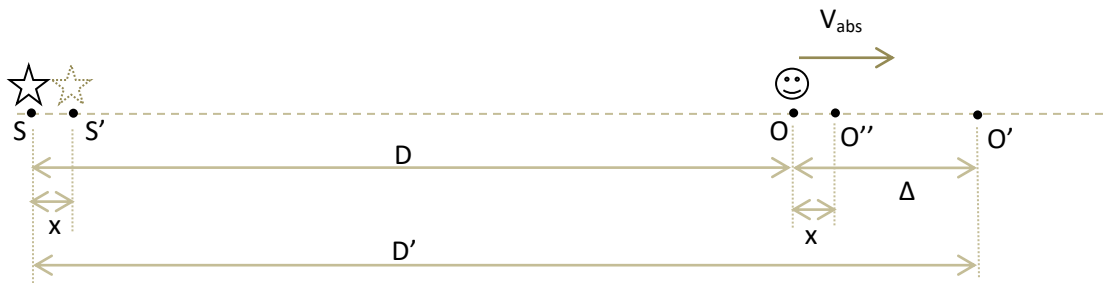 V_abs
S S’ O O’’ O’
D
Δ
x x
D’